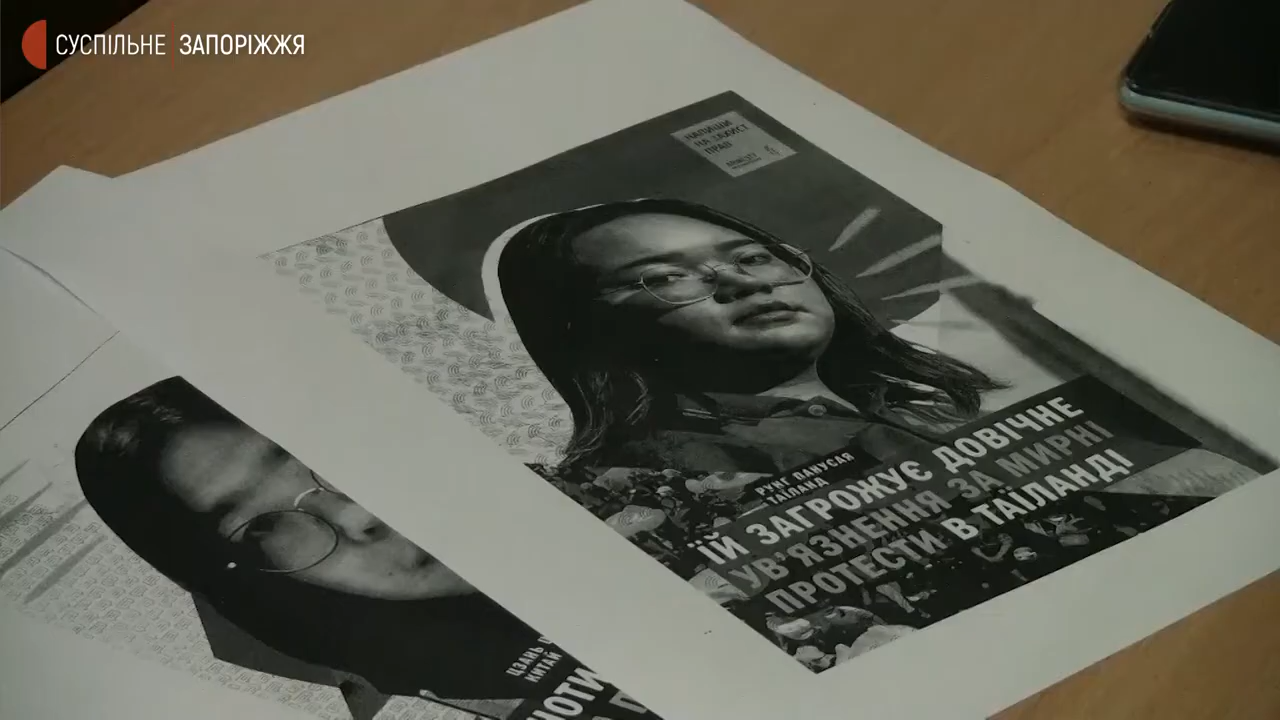 СУСПІЛЬНЕ ЗАПОРІЖЖЯ
НАПИШИ
НА ЗАХИСТ
ПРАВ
РУНГ ПАНУСАЯ
ТАЇЛАНД
ЇЙ ЗАГРОЖУЄ ДОВІЧНЕ
УВ'ЯЗНЕННЯ ЗА МИРНІ
ПРОТЕСТИ В ТАЇЛАНДІ
ЦЗАНЬ
КИТАЙ